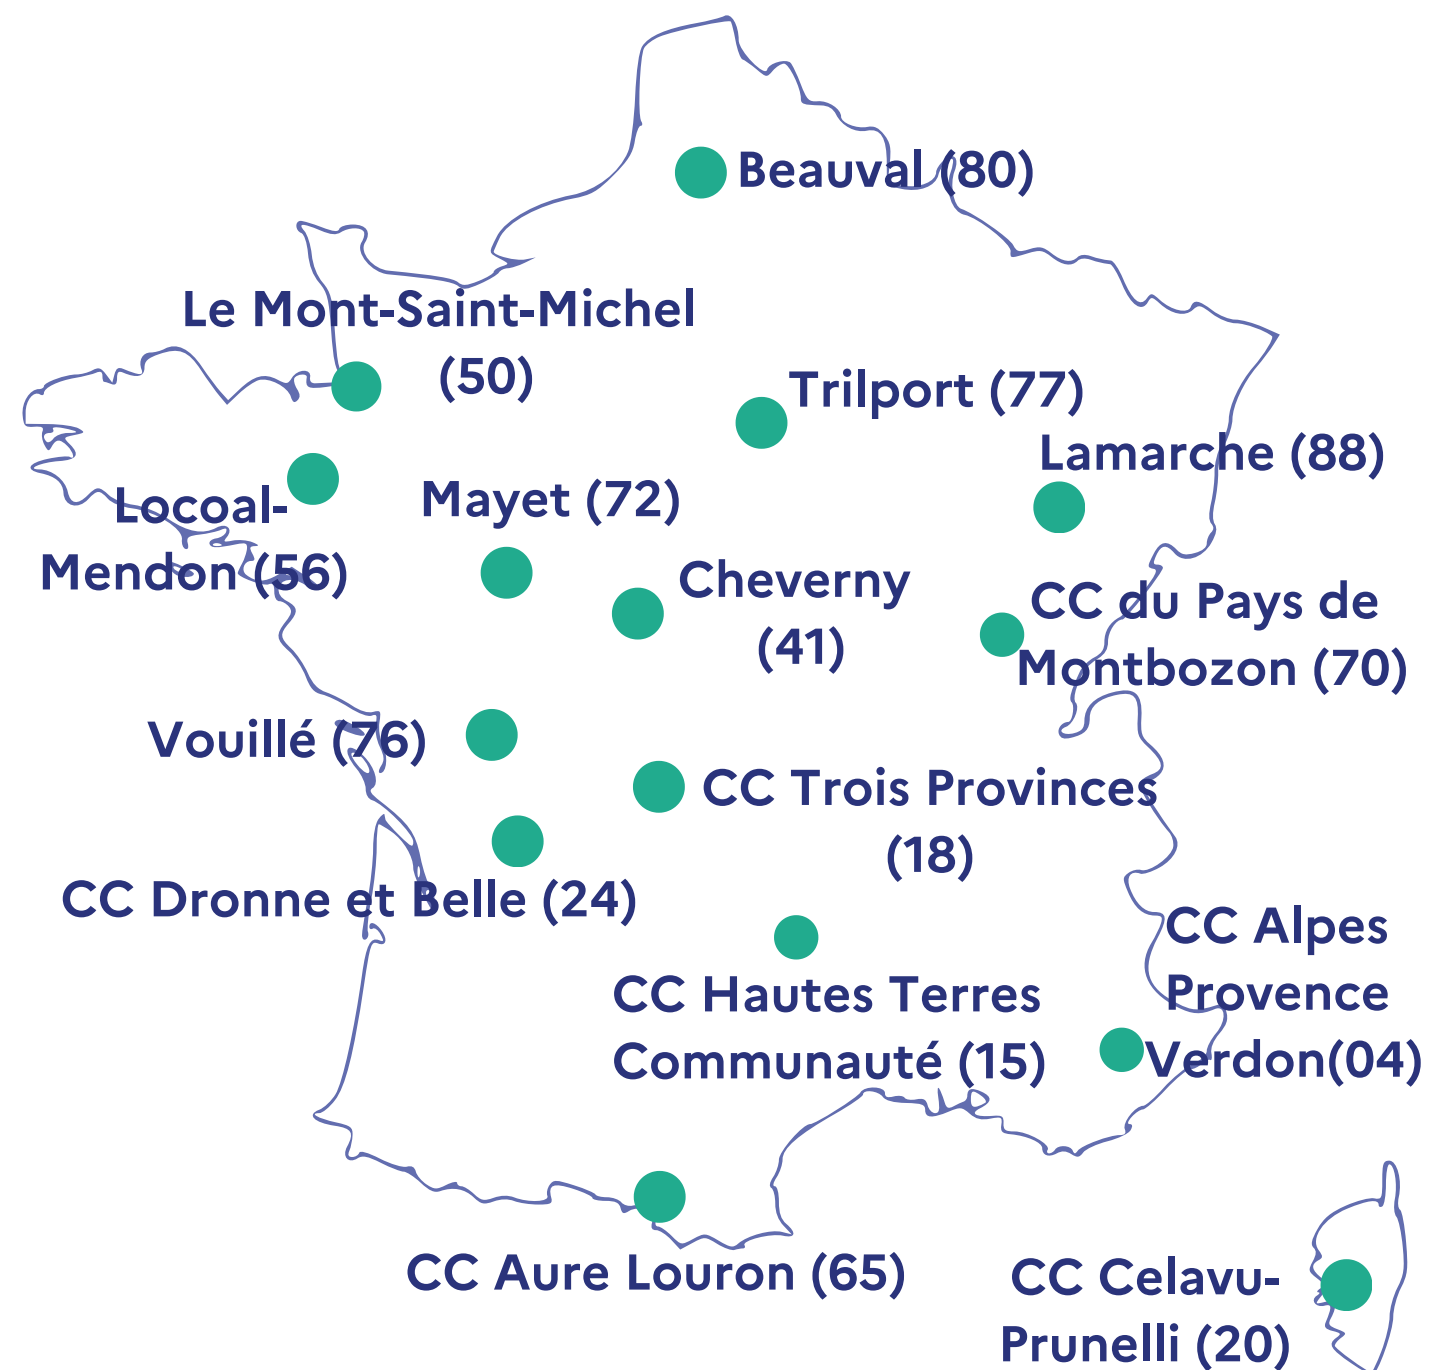 Beauval (80)
Le Mont-Saint-Michel
(50)
Trilport (77)
Lamarche (88)
Mayet (72)
Locoal-
Mendon (56)
Cheverny
(41)
CC du Pays de
Montbozon (70)
Vouillé (76)
CC Trois Provinces
(18)
CC Dronne et Belle (24)
CC Alpes
Provence
Verdon(04)
CC Hautes Terres
Communauté (15)
CC Aure Louron (65)
CC Celavu-
Prunelli (20)